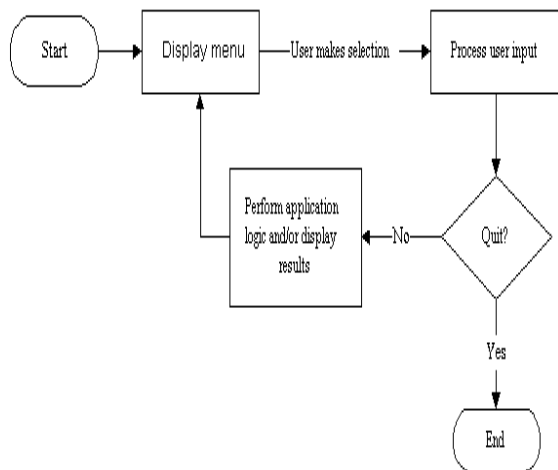 Start
Display menu
User makes selection
Process user input
Perform application
logic and/or display
results
No
Quit?
Yes
End